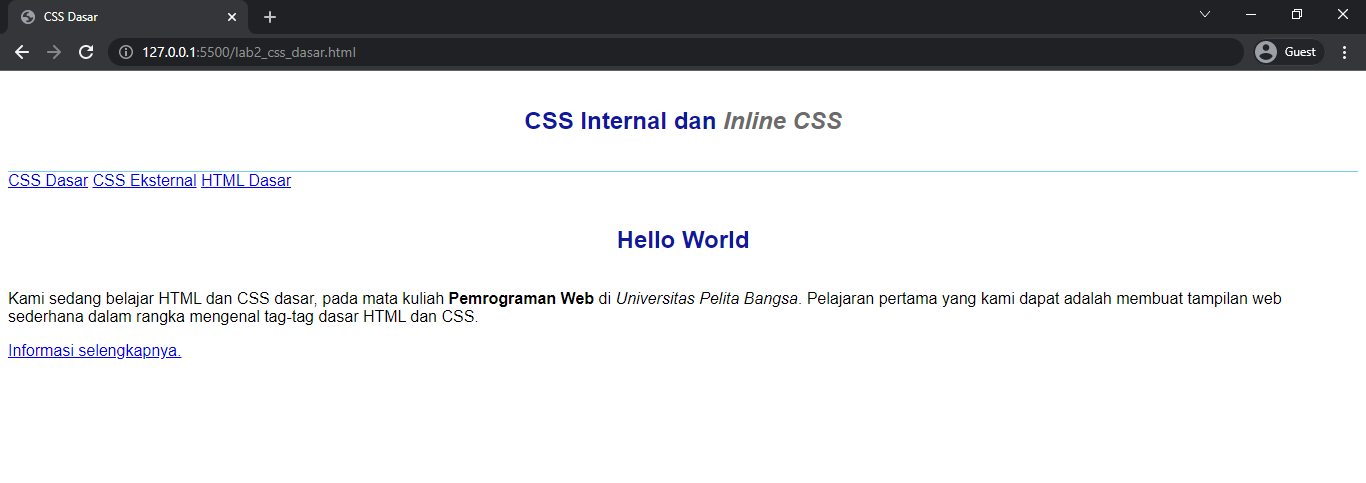 CSS Dasar
127.0.0.1:5500/lab2_css_dasar.html
Guest
CSS Internal dan Inline CSS
CSS Dasar CSS Eksternal HTML Dasar
Hello World
Kami sedang belajar HTML dan CSS dasar, pada mata kuliah Pemrograman Web di Universitas Pelita Bangsa. Pelajaran pertama yang kami dapat adalah membuat tampilan web
sederhana dalam rangka mengenal tag-tag dasar HTML dan CSS.
Informasi selengkapnya.